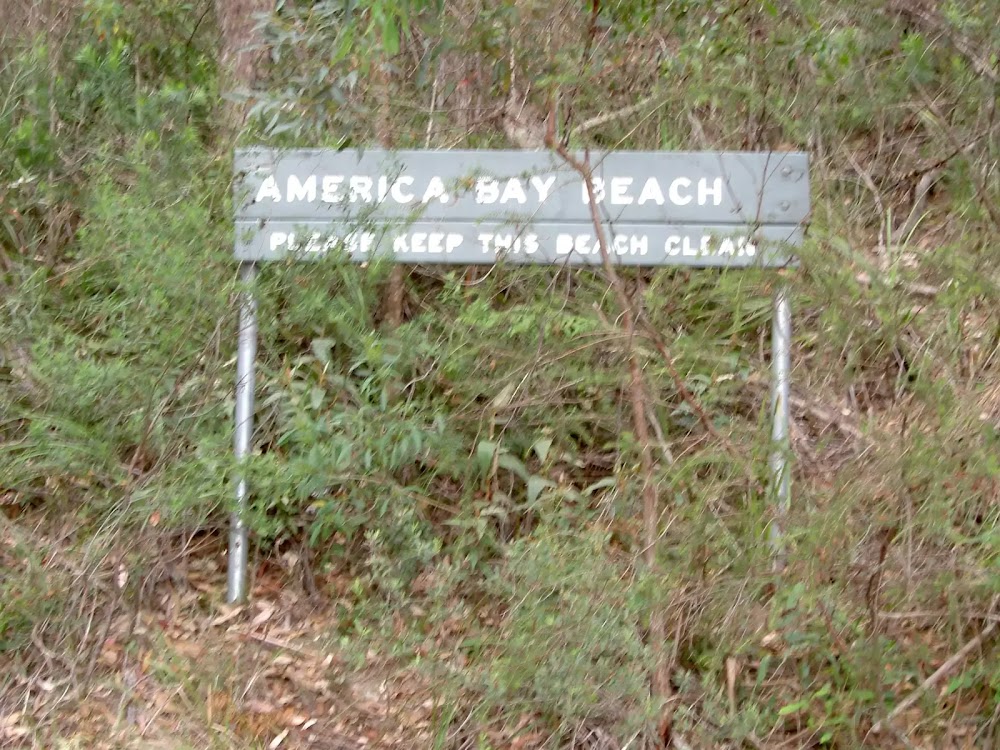 AMERICA BAY BEACH
PLEASE KEEP THIS BEACH CLEAN